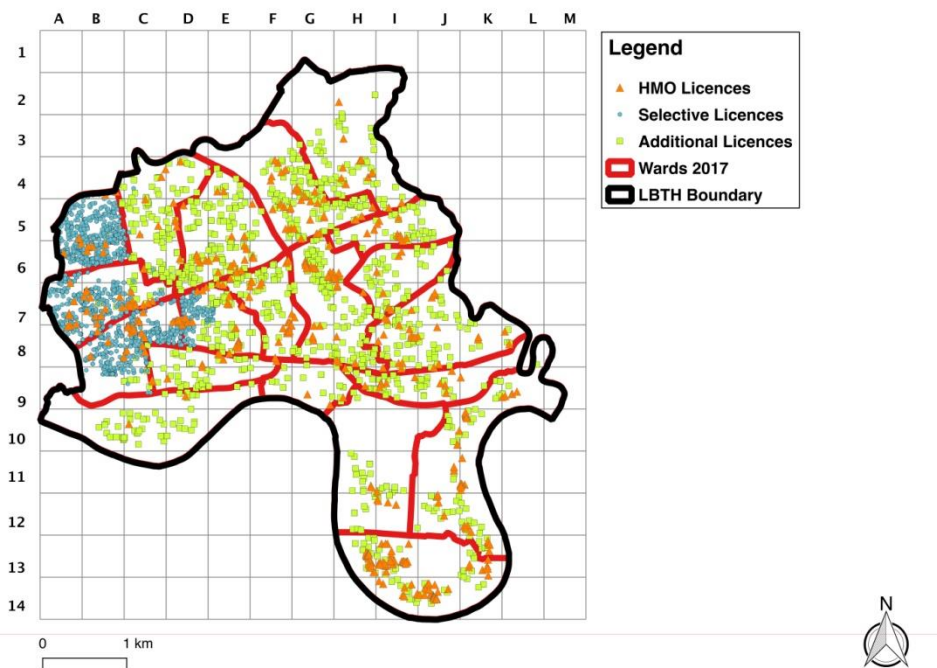 A B C D E F G H I J K L M
1
2
3
4
5
6
7
8
9
10
11
12
13
14
Legend
HMO Licences
Selective Licences
Additional Licences
Wards 2017
LBTH Boundary
0 1 km
N